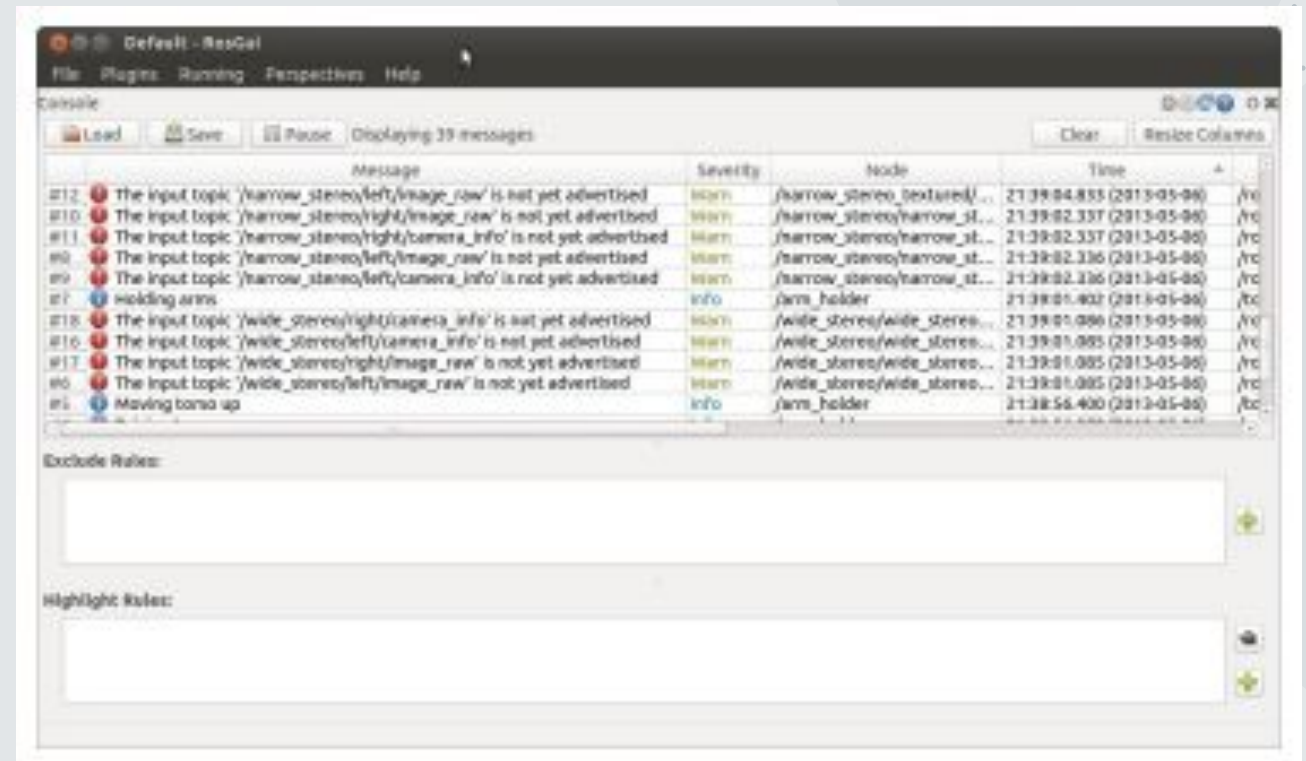 Default - RosGui
File Plugins Running Perspectives Help
Console
Load Save Pause Displaying 39 messages Clear Resize Columns
Message Severity Node Time
#12 The input topic '/narrow_stereo/left/image_raw' is not yet advertised Warn /narrow_stereo_textured/... 21:39:04.833 (2013-05-06) /ro
#10 The input topic '/narrow_stereo/right/image_raw' is not yet advertised Warn /narrow_stereo/narrow_st... 21:39:02.337 (2013-05-06) /ro
#11 The input topic '/narrow_stereo/right/camera_info' is not yet advertised Warn /narrow_stereo/narrow_st... 21:39:02.337 (2013-05-06) /ro
#8 The input topic '/narrow_stereo/left/image_raw' is not yet advertised Warn /narrow_stereo/narrow_st... 21:39:02.336 (2013-05-06) /ro
#9 The input topic '/narrow_stereo/left/camera_info' is not yet advertised Warn /narrow_stereo/narrow_st... 21:39:02.336 (2013-05-06) /ro
#7 Holding arms Info /arm_holder 21:39:01.402 (2013-05-06)
#18 The input topic '/wide_stereo/right/camera_info' is not yet advertised Warn /wide_stereo/wide_stereo... 21:39:01.086 (2013-05-06) /ro
#16 The input topic '/wide_stereo/left/camera_info' is not yet advertised Warn /wide_stereo/wide_stereo... 21:39:01.085 (2013-05-06) /ro
#17 The input topic '/wide_stereo/right/image_raw' is not yet advertised Warn /wide_stereo/wide_stereo... 21:39:01.085 (2013-05-06) /ro
#6 The input topic '/wide_stereo/left/image_raw' is not yet advertised Warn /wide_stereo/wide_stereo... 21:39:01.085 (2013-05-06) /ro
#5 Moving torso up Info /arm_holder 21:38:56.400 (2013-05-06)
Exclude Rules:
Highlight Rules: